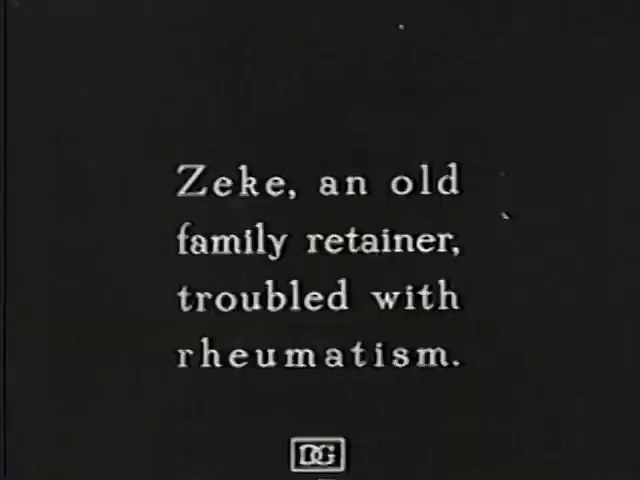 Zeke, an old
family retainer,
troubled with
rheumatism.
DG